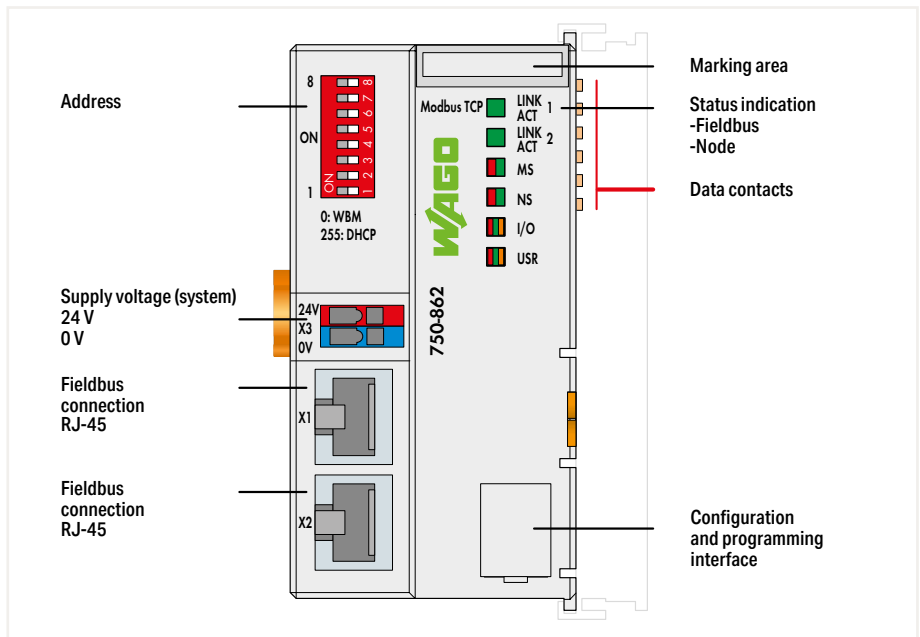 Address
Supply voltage (system)
24 V
0 V
Fieldbus
connection
RJ-45
Fieldbus
connection
RJ-45
8
ON
1
8
7
6
5
4
3
2
1
ON
0: WBM
255: DHCP
24V
X3
0V
X1
X2
Modbus TCP
LINK
ACT 1
LINK
ACT 2
MS
NS
I/O
USR
WAGO
750-862
Marking area
Status indication
-Fieldbus
-Node
Data contacts
Configuration
and programming
interface